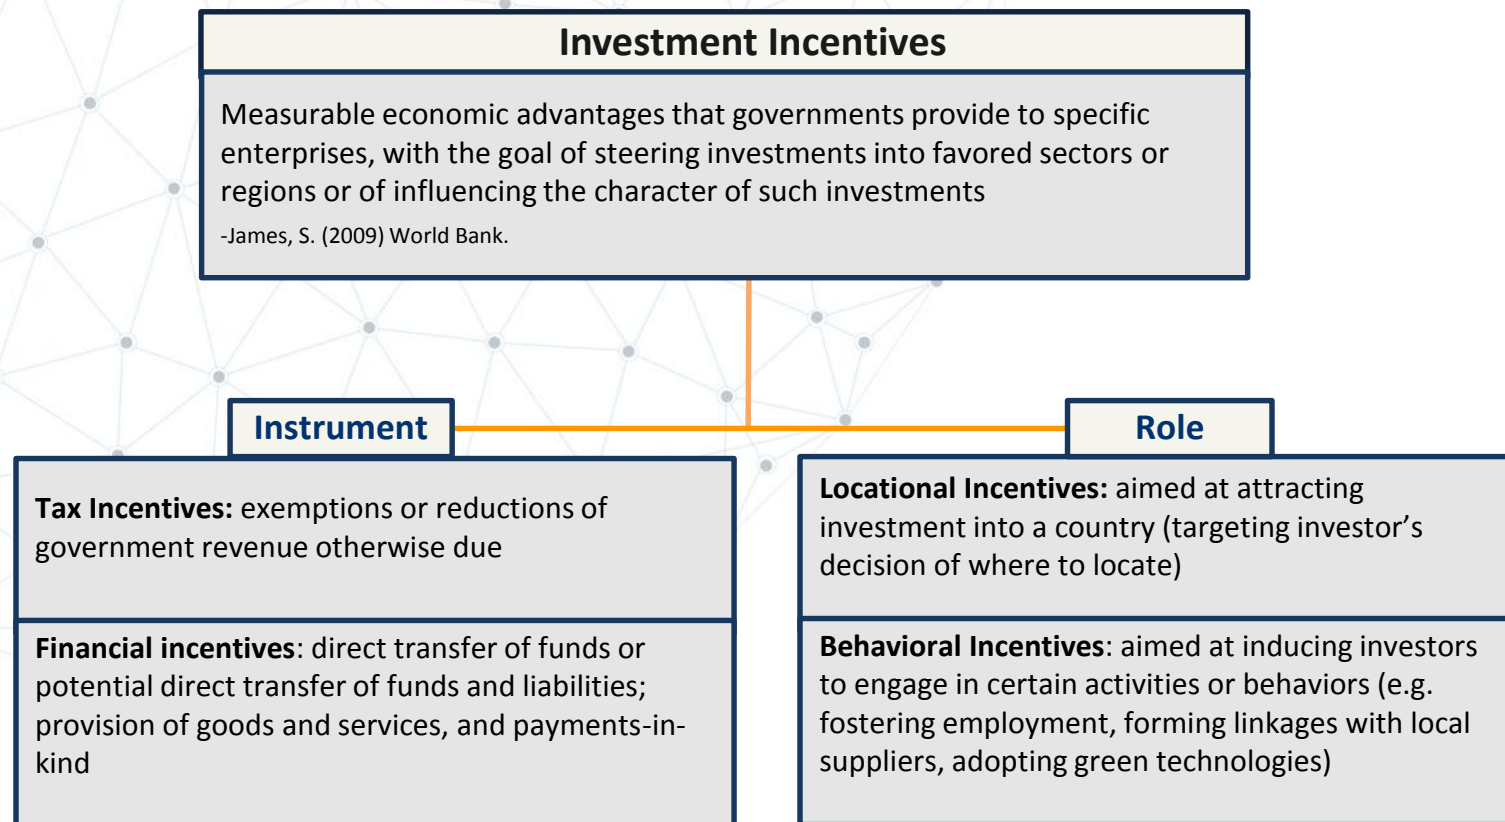 Investment Incentives
Measurable economic advantages that governments provide to specific
enterprises, with the goal of steering investments into favored sectors or
regions or of influencing the character of such investments
-James, S. (2009) World Bank.
Instrument
Tax Incentives: exemptions or reductions of
government revenue otherwise due
Financial incentives: direct transfer of funds or
potential direct transfer of funds and liabilities;
provision of goods and services, and payments-in-
kind
Role
Locational Incentives: aimed at attracting
investment into a country (targeting investor’s
decision of where to locate)
Behavioral Incentives: aimed at inducing investors
to engage in certain activities or behaviors (e.g.
fostering employment, forming linkages with local
suppliers, adopting green technologies)